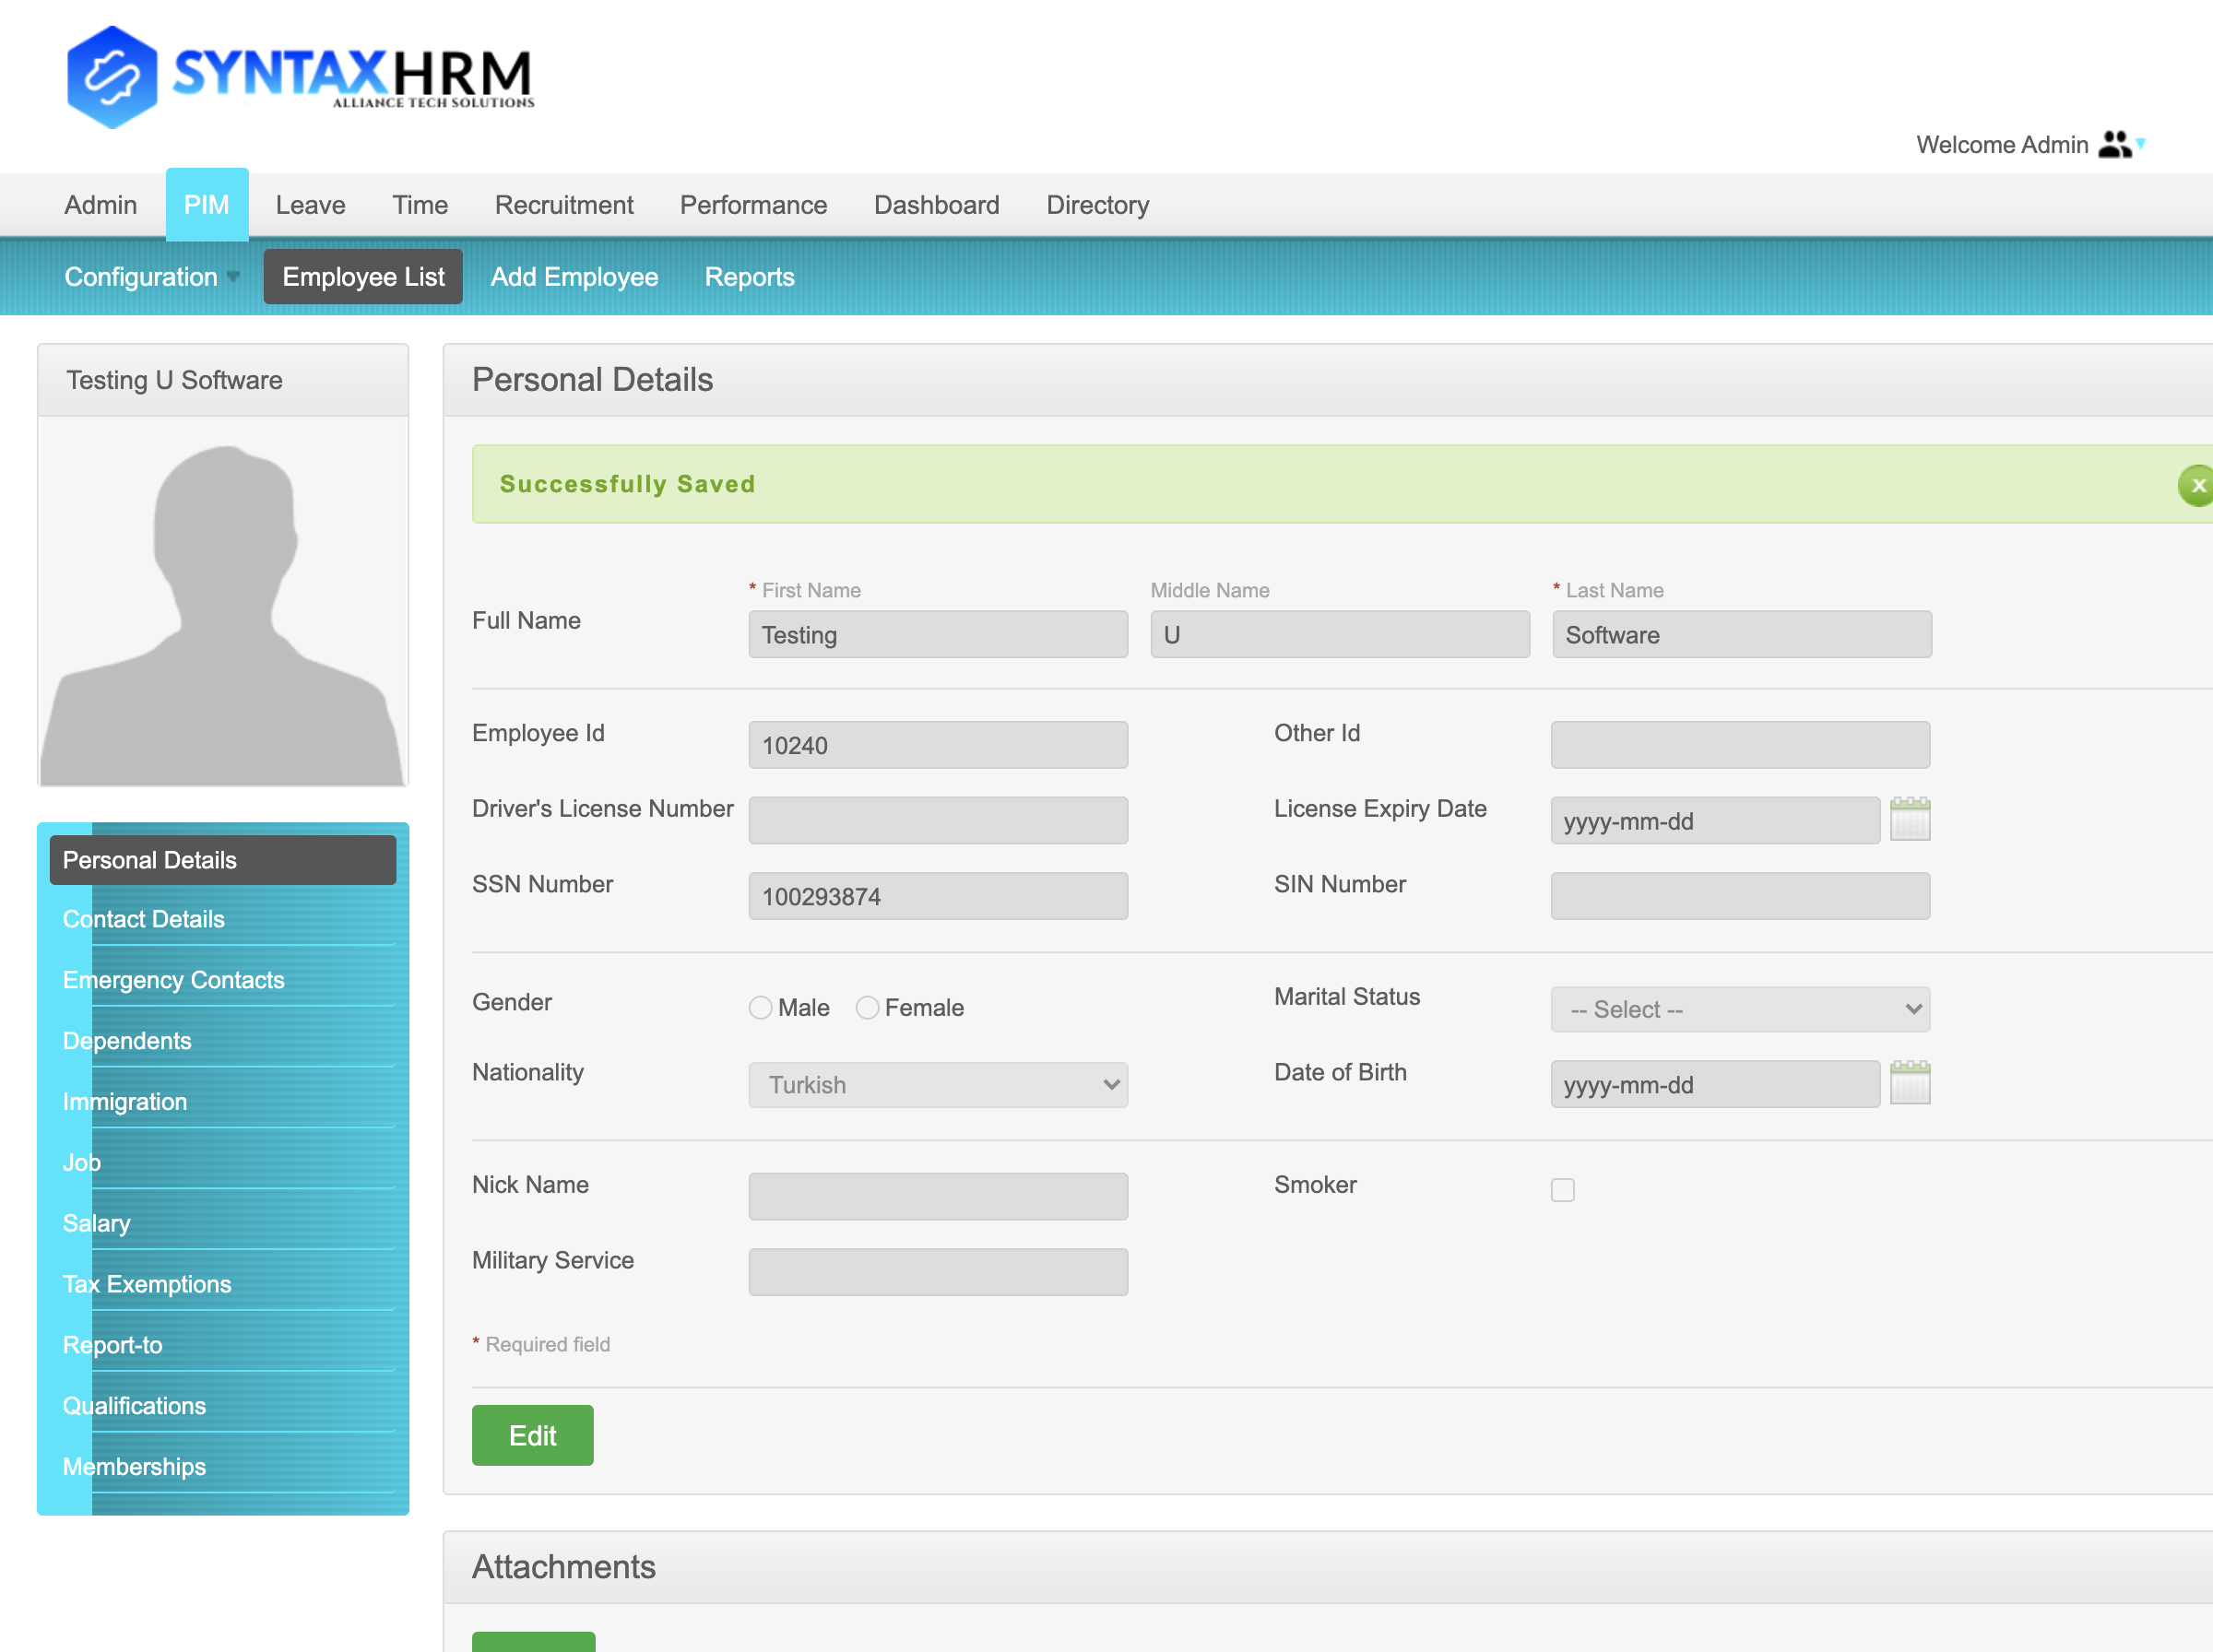 SYNTAXHRM
ALLIANCE TECH SOLUTIONS
Welcome Admin
Admin PIM Leave Time Recruitment Performance Dashboard Directory
Configuration Employee List Add Employee Reports
Testing U Software
Personal Details
Contact Details
Emergency Contacts
Dependents
Immigration
Job
Salary
Tax Exemptions
Report-to
Qualifications
Memberships
Personal Details
Successfully Saved
x
* First Name Middle Name * Last Name
Full Name Testing U Software
Employee Id 10240 Other Id
Driver's License Number License Expiry Date yyyy-mm-dd
SSN Number 100293874 SIN Number
Gender Male Female Marital Status -- Select --
Nationality Turkish Date of Birth yyyy-mm-dd
Nick Name Smoker
Military Service
* Required field
Edit
Attachments